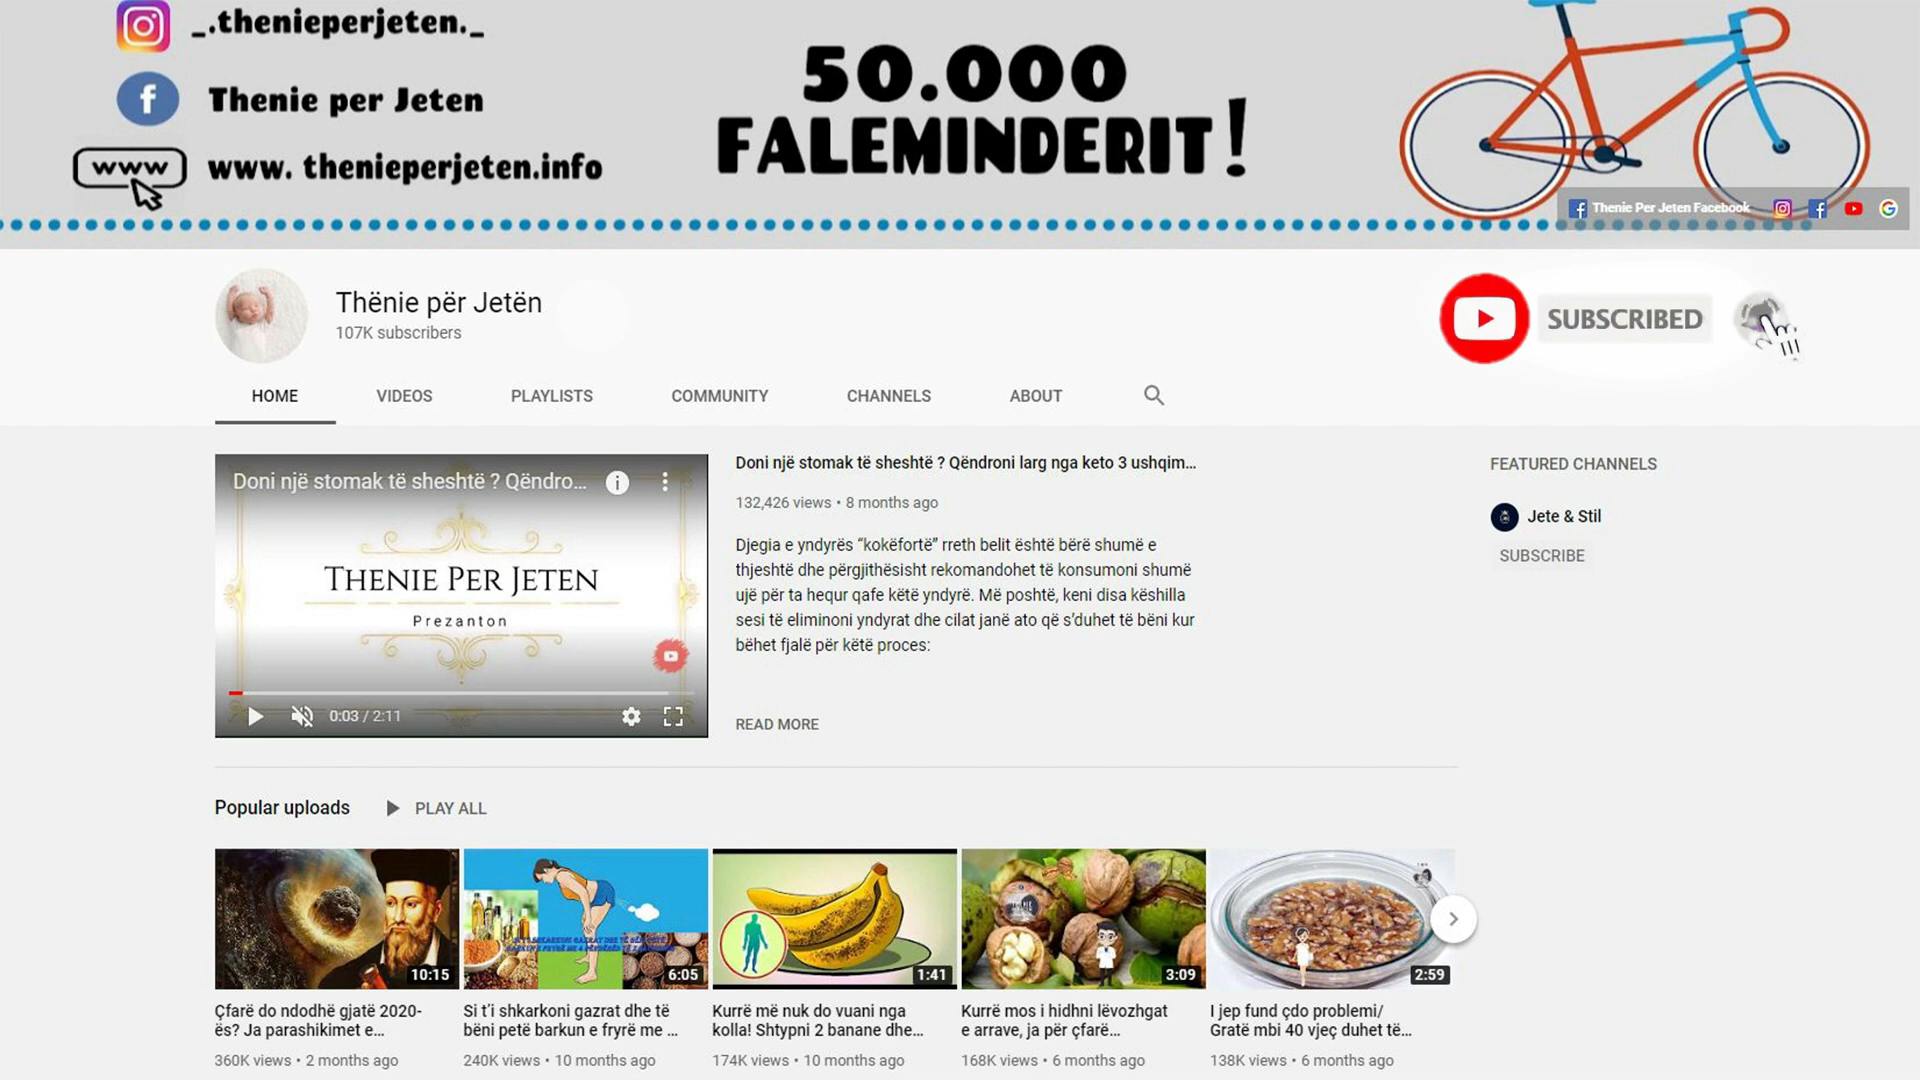 _.thenieperjeten._
Thenie per Jeten
www
www. thenieperjeten.info
50.000
FALEMINDERIT!
Thenie Per Jeten Facebook
Thënie për Jetën
107K subscribers
SUBSCRIBED
HOME
VIDEOS
PLAYLISTS
COMMUNITY
CHANNELS
ABOUT
Doni një stomak të sheshtë ? Qëndro...
THENIE PER JETEN
Prezanton
0:03 / 2:11
Doni një stomak të sheshtë ? Qëndroni larg nga keto 3 ushqim...
132,426 views • 8 months ago
Djegia e yndyrës “kokëfortë” rreth belit është bërë shumë e
thjeshtë dhe përgjithësisht rekomandohet të konsumoni shumë
ujë për ta hequr qafe këtë yndyrë. Më poshtë, keni disa këshilla
sesi të eliminoni yndyrat dhe cilat janë ato që s’duhet të bëni kur
bëhet fjalë për këtë proces:
READ MORE
FEATURED CHANNELS
Jete & Stil
SUBSCRIBE
Popular uploads
PLAY ALL
10:15
Çfarë do ndodhë gjatë 2020-
ës? Ja parashikimet e...
360K views • 2 months ago
6:05
Si t’i shkarkoni gazrat dhe të
bëni petë barkun e fryrë me ...
240K views • 10 months ago
1:41
Kurrë më nuk do vuani nga
kolla! Shtypni 2 banane dhe...
174K views • 10 months ago
3:09
Kurrë mos i hidhni lëvozhgat
e arrave, ja për çfarë...
168K views • 6 months ago
2:59
I jep fund çdo problemi/
Gratë mbi 40 vjeç duhet të...
138K views • 6 months ago